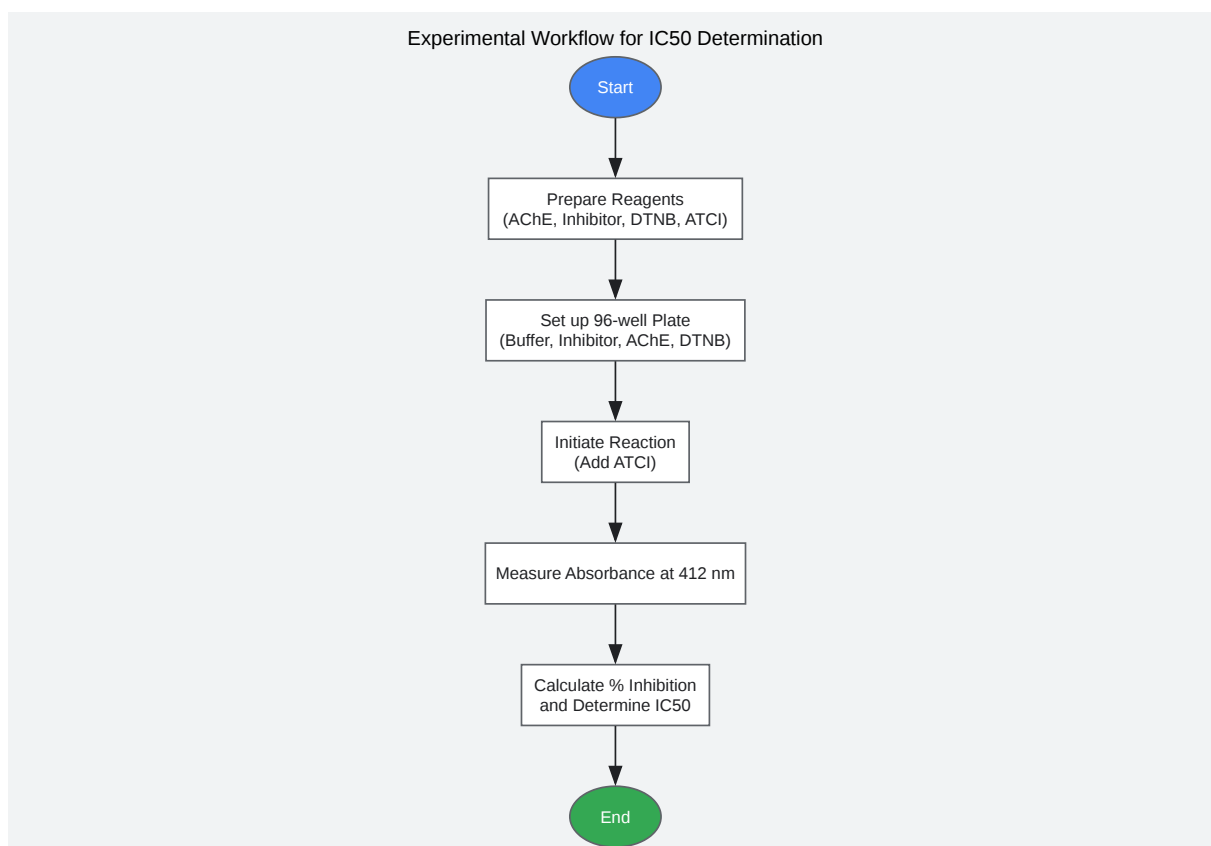 Experimental Workflow for IC50 Determination
Start
Prepare Reagents
(AChE, Inhibitor, DTNB, ATCI)
Set up 96-well Plate
(Buffer, Inhibitor, AChE, DTNB)
Initiate Reaction
(Add ATCI)
Measure Absorbance at 412 nm
Calculate % Inhibition
and Determine IC50
End